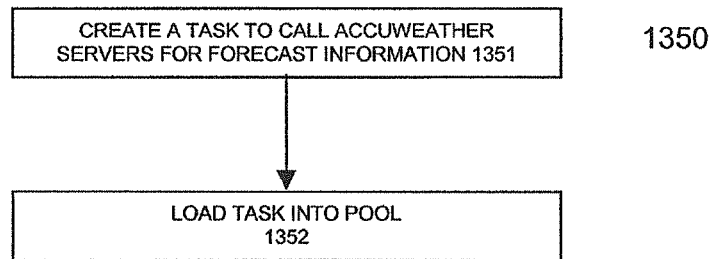 CREATE A TASK TO CALL ACCUWEATHER
SERVERS FOR FORECAST INFORMATION 1351
1350
LOAD TASK INTO POOL
1352